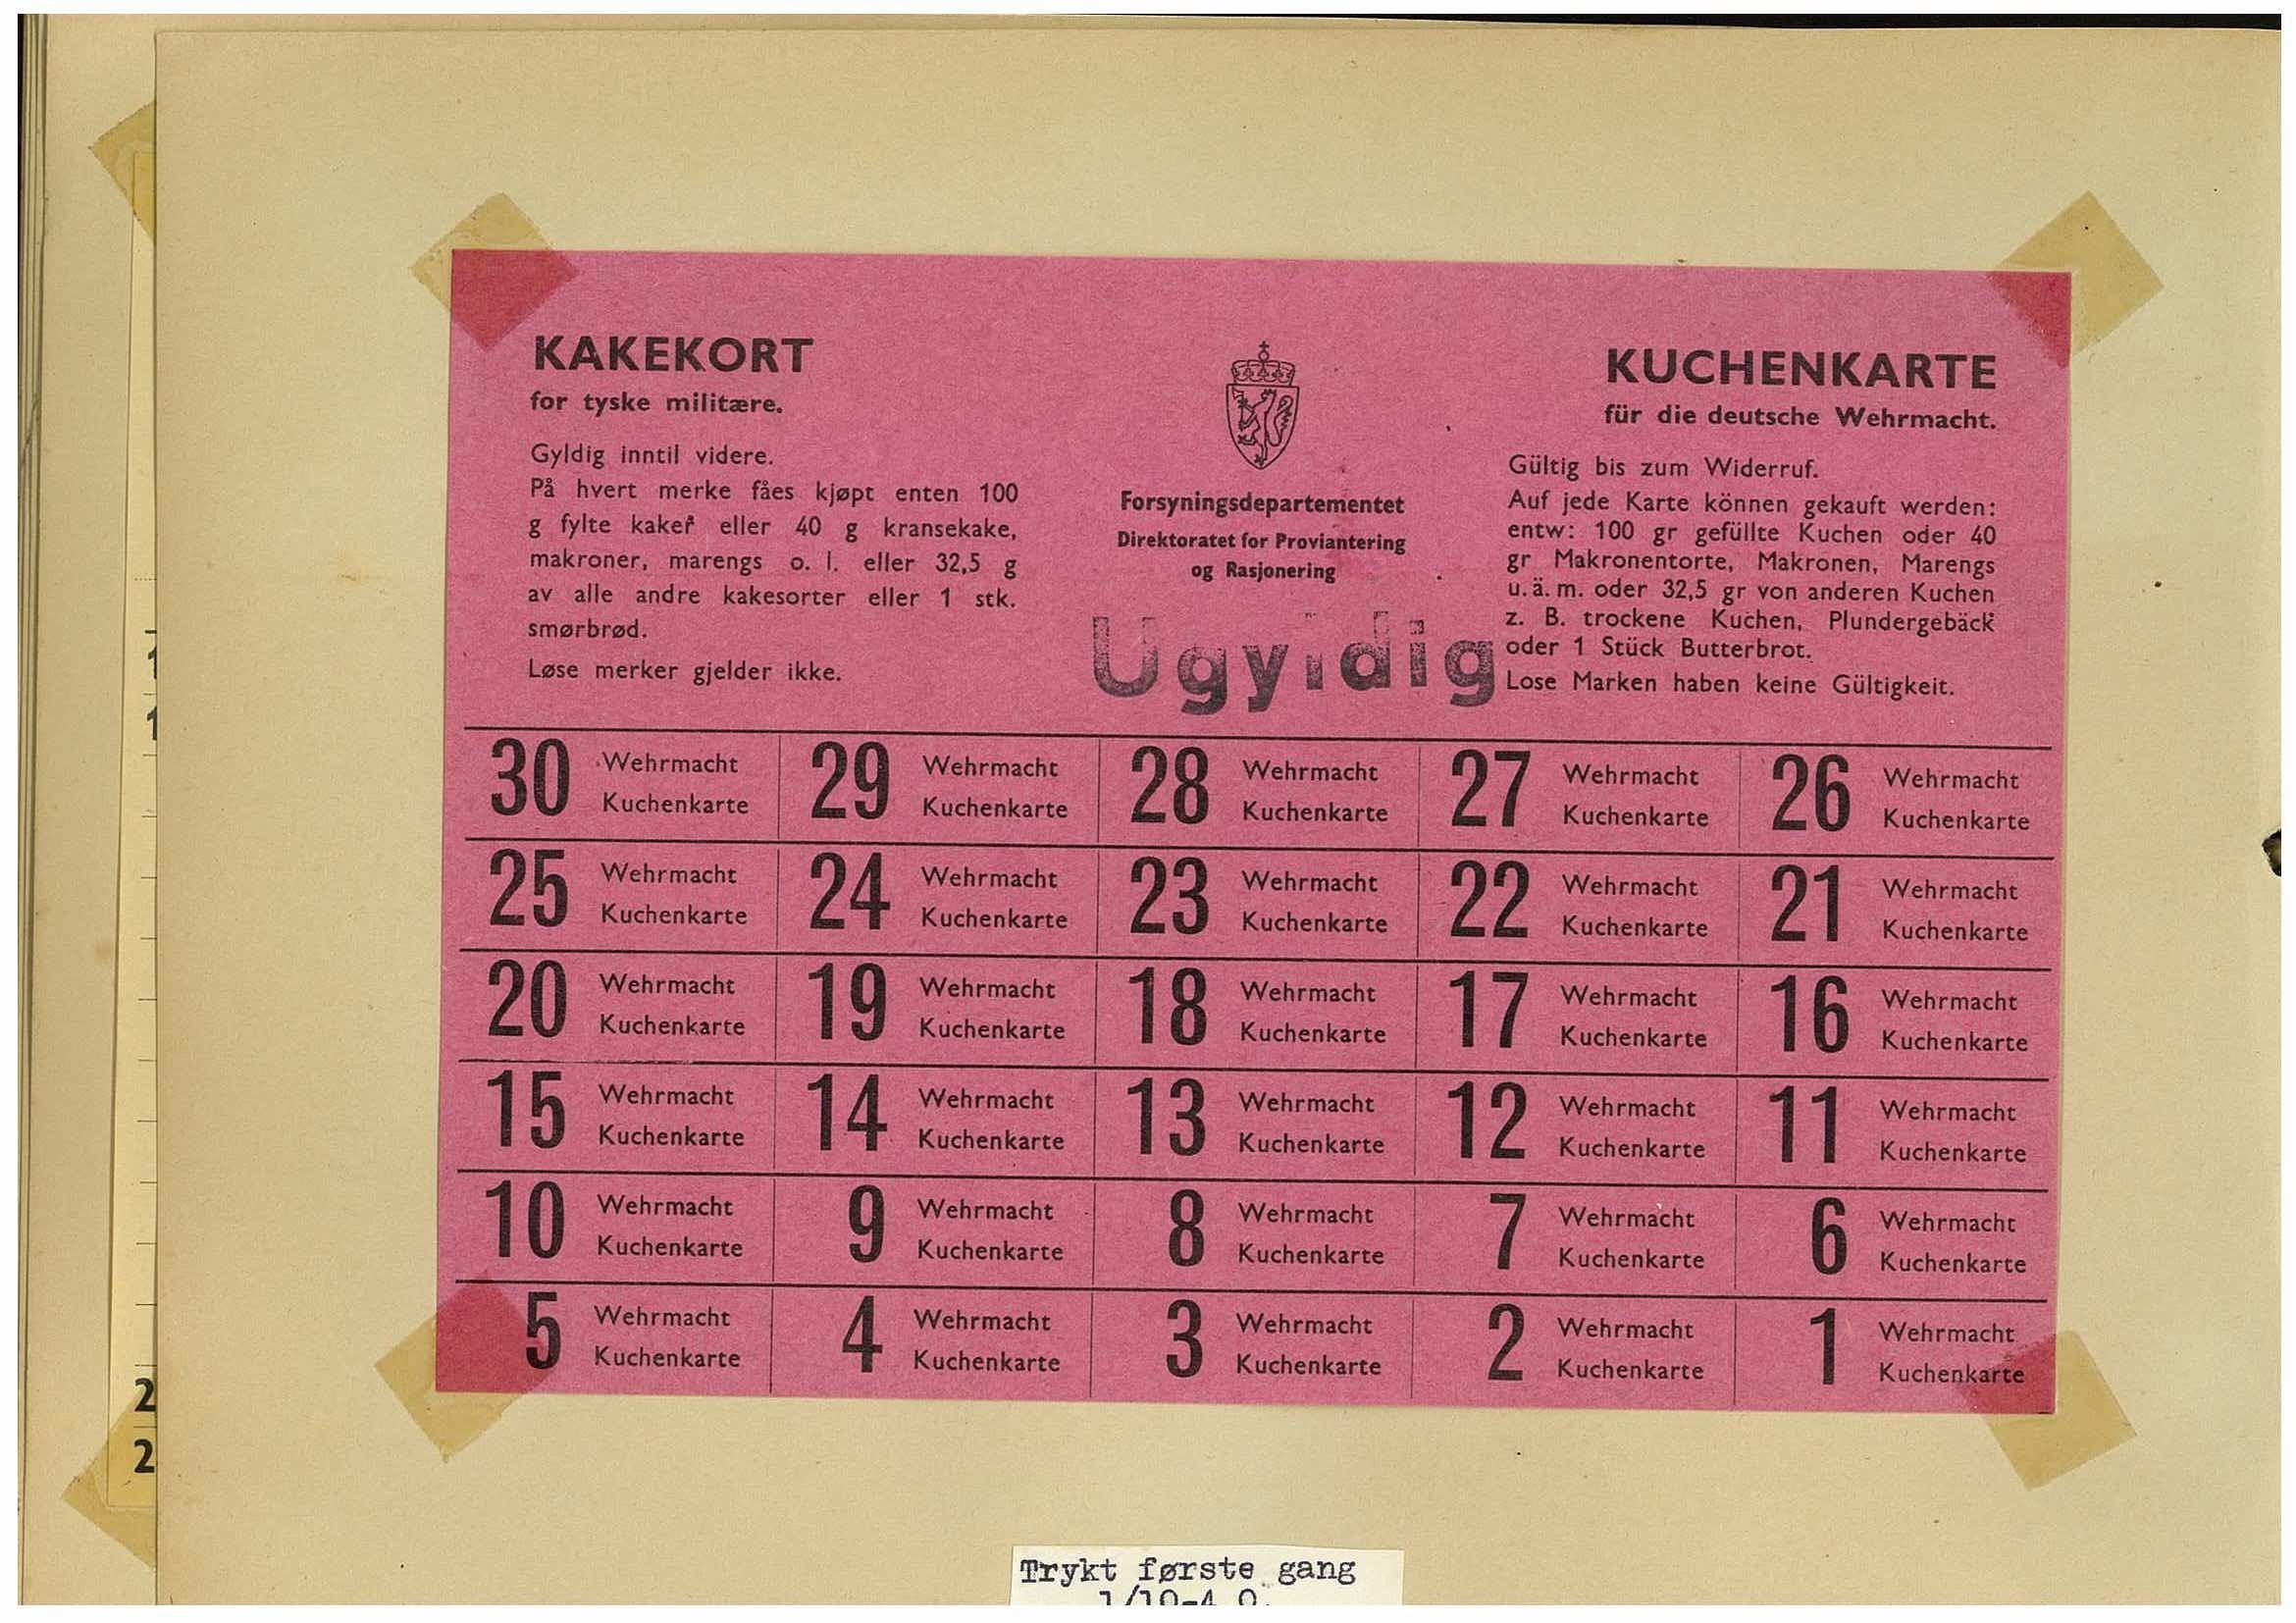 KAKEKORT
for tyske militære.
Gyldig inntil videre.
På hvert merke fåes kjøpt enten 100
g fylte kaker eller 40 g kransekake,
makroner, marengs o. l. eller 32,5 g
av alle andre kakesorter eller 1 stk.
smørbrød.
Løse merker gjelder ikke.
Forsyningsdepartementet
Direktoratet for Proviantering
og Rasjonering
Ugyldig
KUCHENKARTE
für die deutsche Wehrmacht.
Gültig bis zum Widerruf.
Auf jede Karte können gekauft werden:
entw: 100 gr gefüllte Kuchen oder 40
gr Makronentorte, Makronen, Marengs
u. ä. m. oder 32,5 gr von anderen Kuchen
z. B. trockene Kuchen, Plundergebäck
oder 1 Stück Butterbrot.
Lose Marken haben keine Gültigkeit.
30 Wehrmacht Kuchenkarte
29 Wehrmacht Kuchenkarte
28 Wehrmacht Kuchenkarte
27 Wehrmacht Kuchenkarte
26 Wehrmacht Kuchenkarte
25 Wehrmacht Kuchenkarte
24 Wehrmacht Kuchenkarte
23 Wehrmacht Kuchenkarte
22 Wehrmacht Kuchenkarte
21 Wehrmacht Kuchenkarte
20 Wehrmacht Kuchenkarte
19 Wehrmacht Kuchenkarte
18 Wehrmacht Kuchenkarte
17 Wehrmacht Kuchenkarte
16 Wehrmacht Kuchenkarte
15 Wehrmacht Kuchenkarte
14 Wehrmacht Kuchenkarte
13 Wehrmacht Kuchenkarte
12 Wehrmacht Kuchenkarte
11 Wehrmacht Kuchenkarte
10 Wehrmacht Kuchenkarte
9 Wehrmacht Kuchenkarte
8 Wehrmacht Kuchenkarte
7 Wehrmacht Kuchenkarte
6 Wehrmacht Kuchenkarte
5 Wehrmacht Kuchenkarte
4 Wehrmacht Kuchenkarte
3 Wehrmacht Kuchenkarte
2 Wehrmacht Kuchenkarte
1 Wehrmacht Kuchenkarte
2
2
Trykt første gang